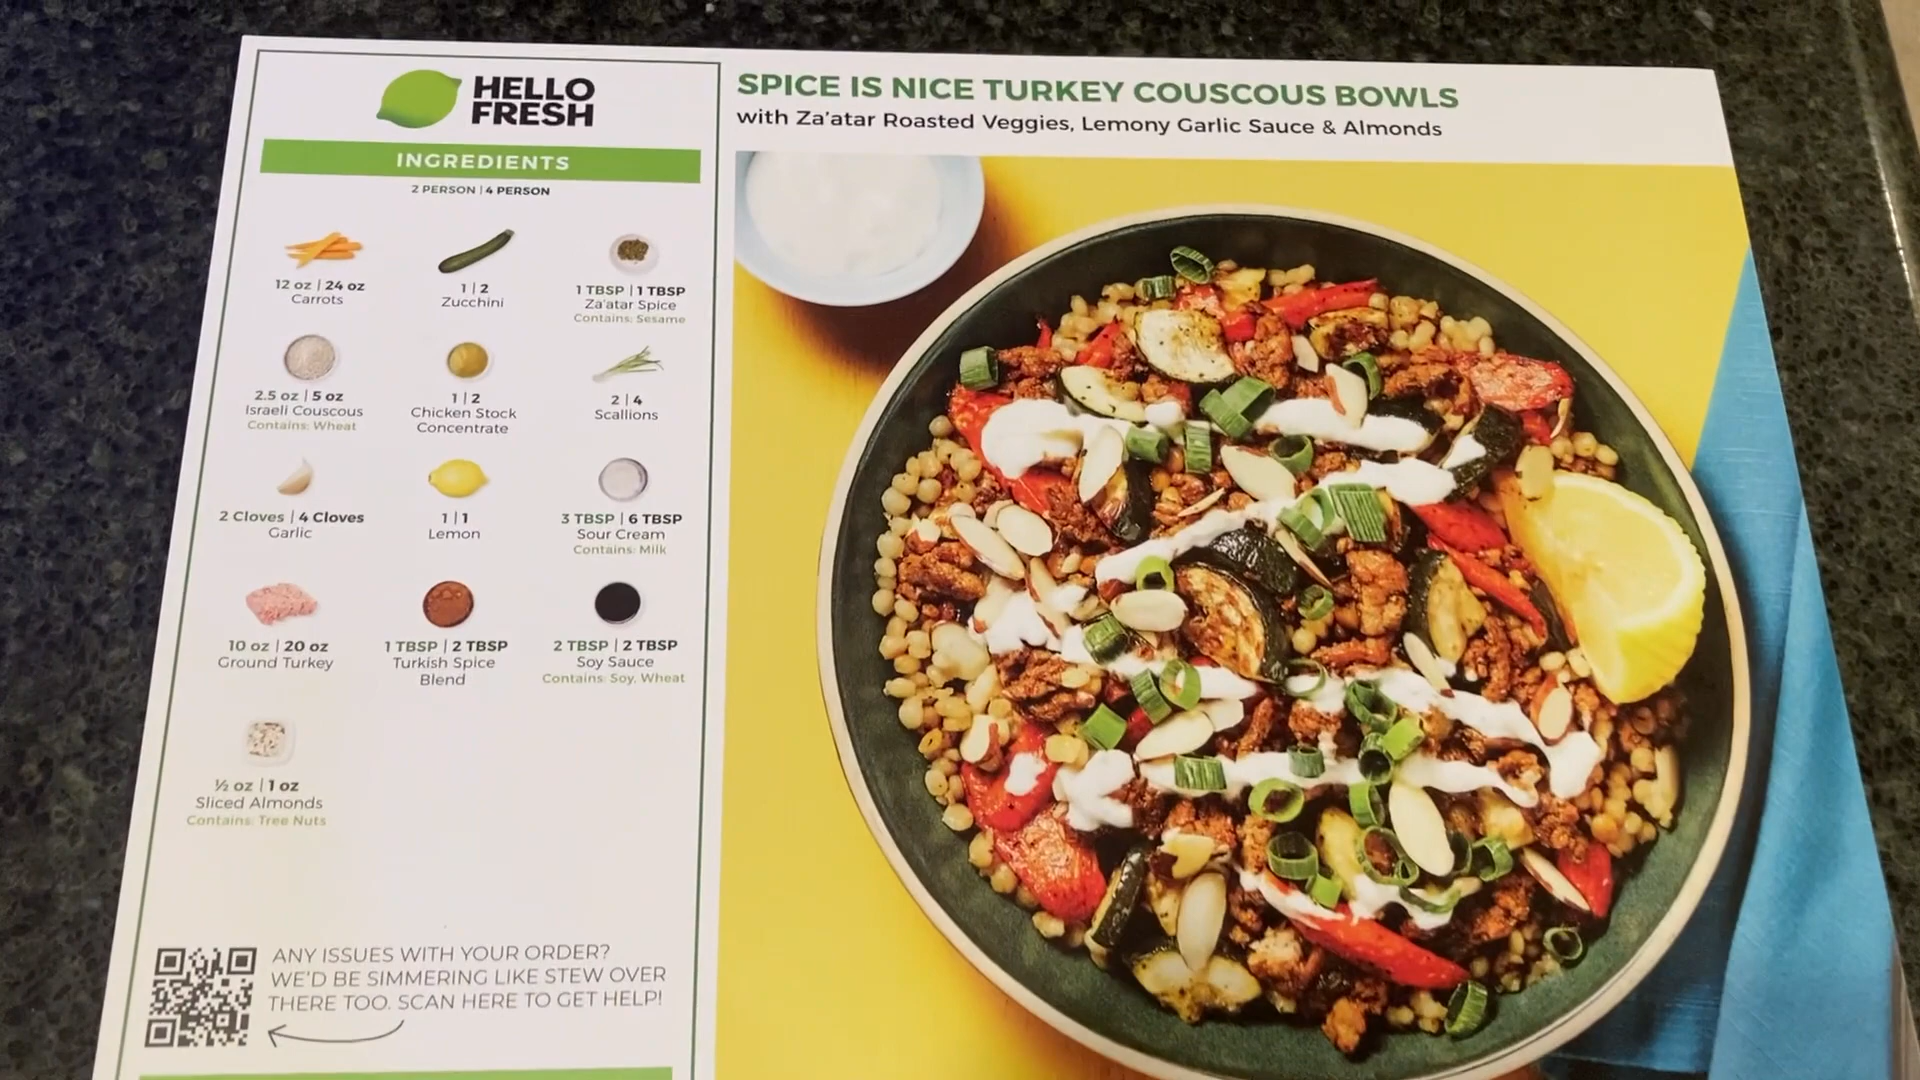 HELLO
FRESH
INGREDIENTS
2 PERSON | 4 PERSON
12 oz | 24 oz
Carrots
1 | 2
Zucchini
1 TBSP | 1 TBSP
Za'atar Spice
Contains: Sesame
2.5 oz | 5 oz
Israeli Couscous
Contains: Wheat
1 | 2
Chicken Stock
Concentrate
2 | 4
Scallions
2 Cloves | 4 Cloves
Garlic
1 | 1
Lemon
3 TBSP | 6 TBSP
Sour Cream
Contains: Milk
10 oz | 20 oz
Ground Turkey
1 TBSP | 2 TBSP
Turkish Spice
Blend
2 TBSP | 2 TBSP
Soy Sauce
Contains: Soy, Wheat
½ oz | 1 oz
Sliced Almonds
Contains: Tree Nuts
ANY ISSUES WITH YOUR ORDER?
WE'D BE SIMMERING LIKE STEW OVER
THERE TOO. SCAN HERE TO GET HELP!
SPICE IS NICE TURKEY COUSCOUS BOWLS
with Za'atar Roasted Veggies, Lemony Garlic Sauce & Almonds